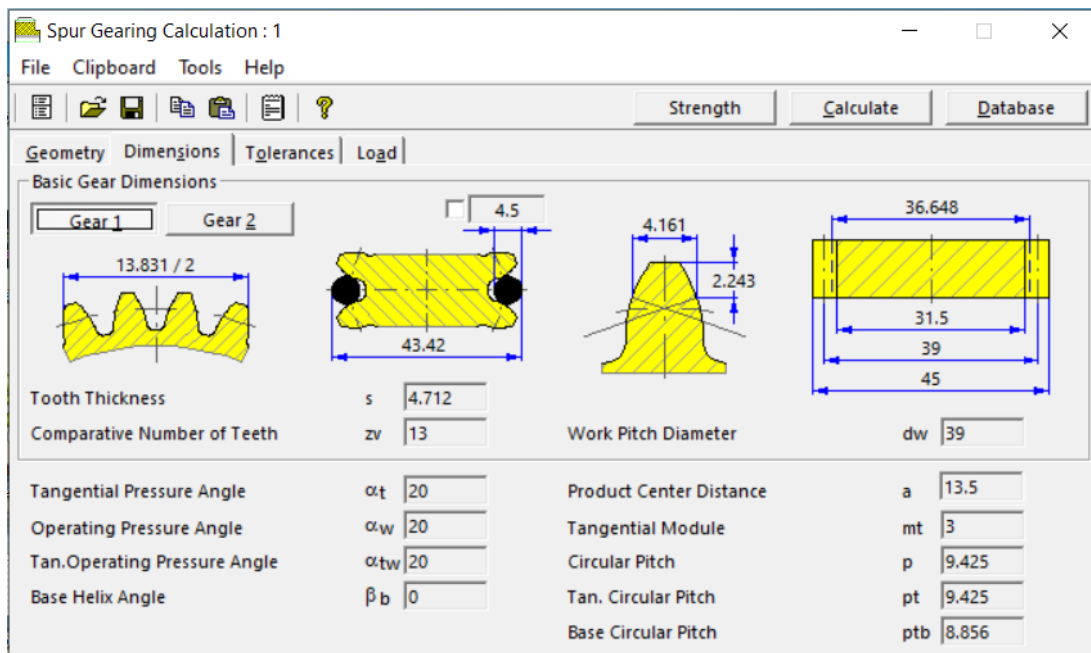 Spur Gearing Calculation : 1
File Clipboard Tools Help
Strength Calculate Database
Geometry Dimensions Tolerances Load
Basic Gear Dimensions
Gear 1 Gear 2
4.5
4.161
36.648
13.831 / 2
2.243
31.5
43.42
39
45
Tooth Thickness s 4.712
Comparative Number of Teeth zv 13 Work Pitch Diameter dw 39
Tangential Pressure Angle αt 20 Product Center Distance a 13.5
Operating Pressure Angle αw 20 Tangential Module mt 3
Tan.Operating Pressure Angle αtw 20 Circular Pitch p 9.425
Base Helix Angle βb 0 Tan. Circular Pitch pt 9.425
Base Circular Pitch ptb 8.856